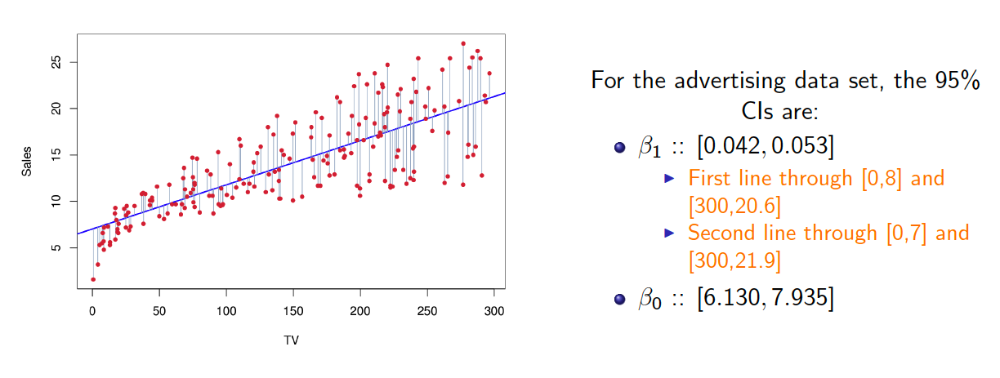 25
20
15
10
5
Sales
0 50 100 150 200 250 300
TV
For the advertising data set, the 95%
CIs are:
β₁ :: [0.042, 0.053]
First line through [0,8] and
[300,20.6]
Second line through [0,7] and
[300,21.9]
β₀ :: [6.130, 7.935]